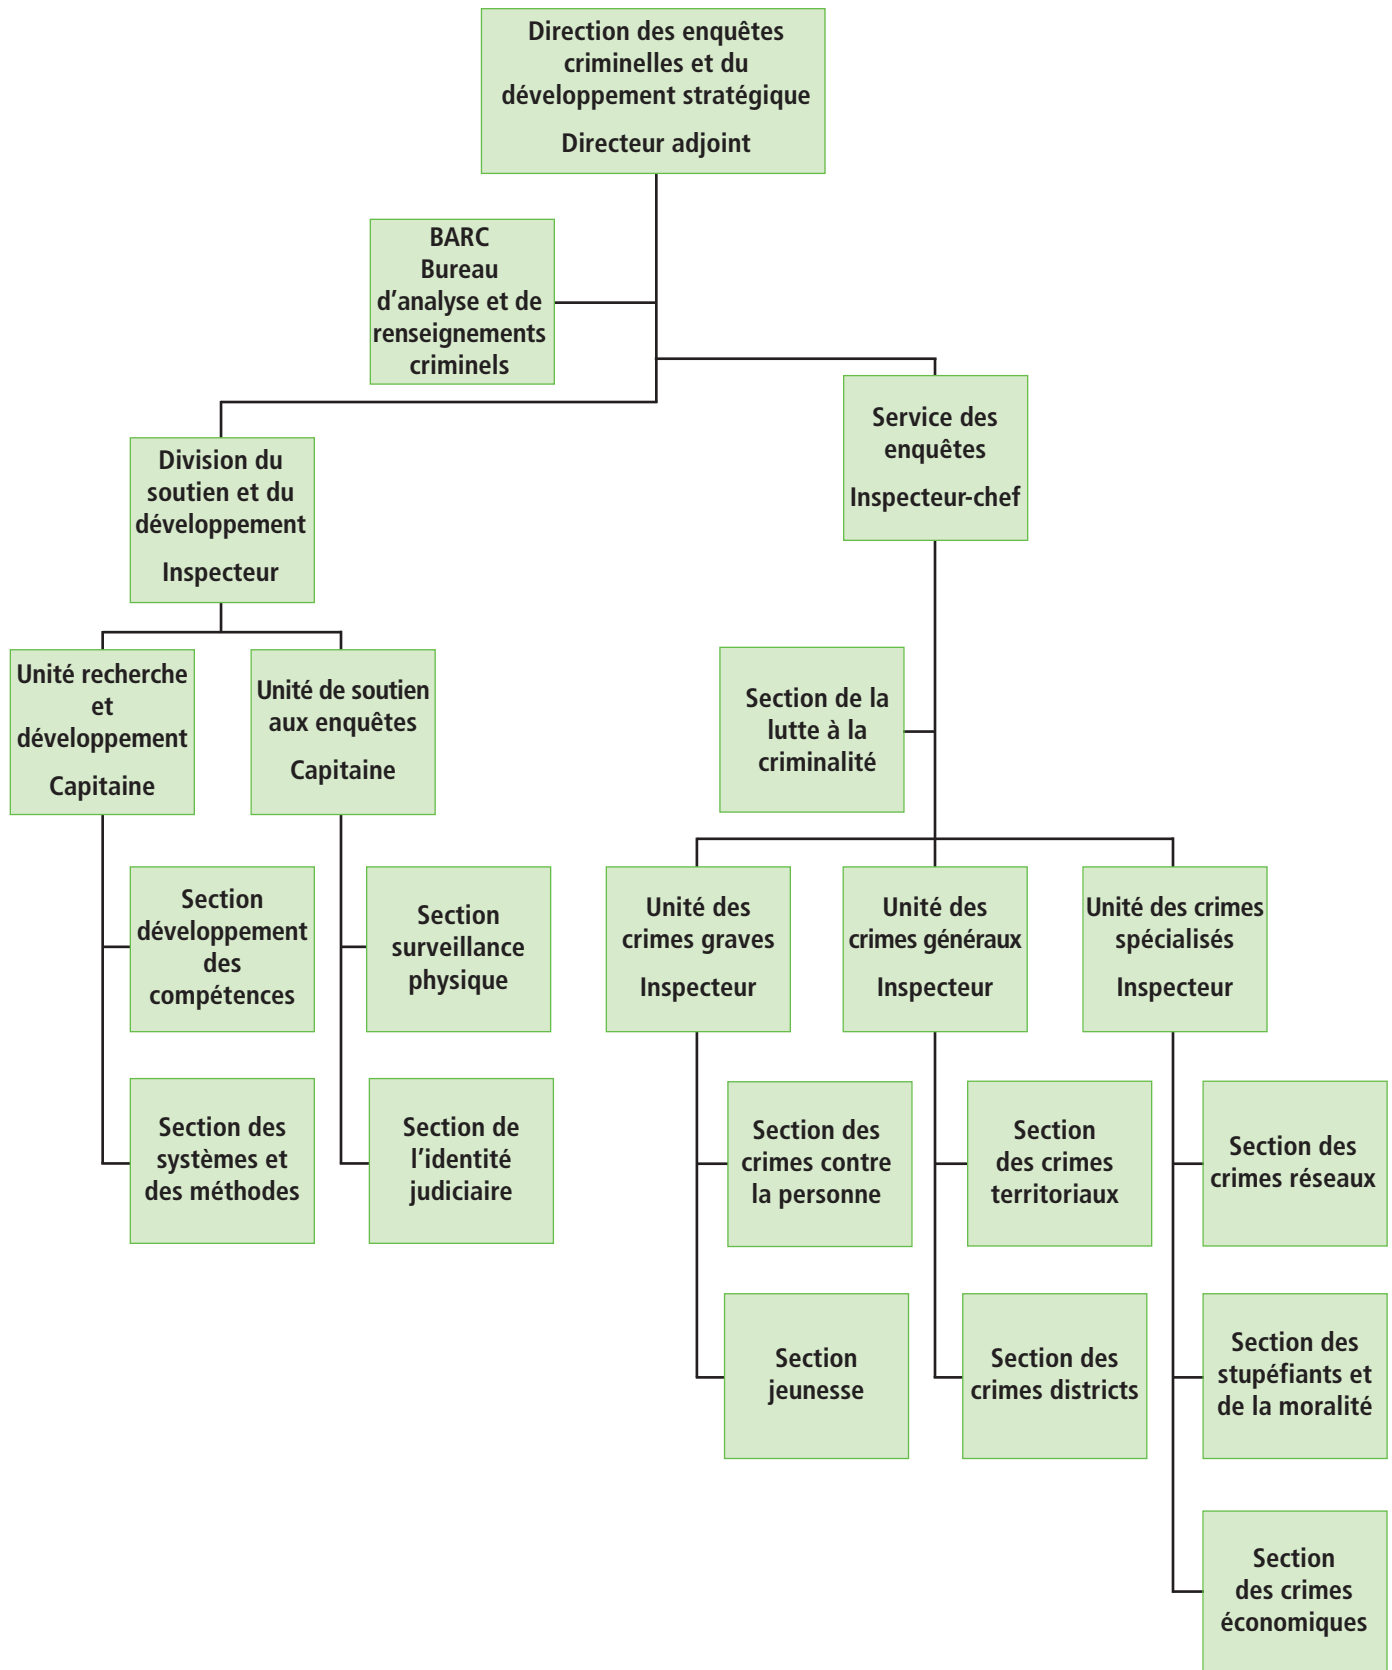 Direction des enquêtes
criminelles et du
développement stratégique
Directeur adjoint
BARC
Bureau
d'analyse et de
renseignements
criminels
Service des
enquêtes
Inspecteur-chef
Division du
soutien et du
développement
Inspecteur
Unité recherche
et
développement
Capitaine
Unité de soutien
aux enquêtes
Capitaine
Section de la
lutte à la
criminalité
Section
développement
des
compétences
Section
surveillance
physique
Unité des
crimes graves
Inspecteur
Unité des
crimes généraux
Inspecteur
Unité des crimes
spécialisés
Inspecteur
Section des
systèmes et
des méthodes
Section de
l'identité
judiciaire
Section des
crimes contre
la personne
Section
des crimes
territoriaux
Section des
crimes réseaux
Section
jeunesse
Section des
crimes districts
Section des
stupéfiants et
de la moralité
Section
des crimes
économiques